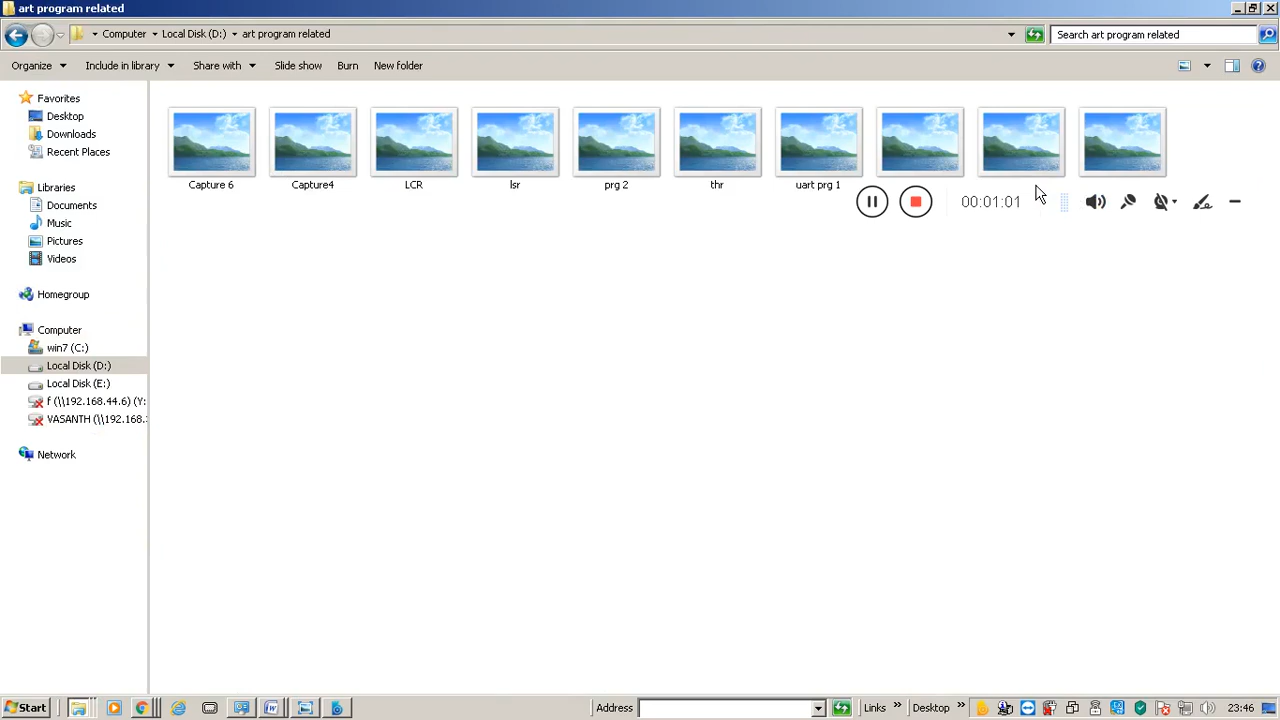 art program related
Computer Local Disk (D:) art program related
Search art program related
Organize Include in library Share with Slide show Burn New folder
Favorites
Desktop
Downloads
Recent Places
Libraries
Documents
Music
Pictures
Videos
Homegroup
Computer
win7 (C:)
Local Disk (D:)
Local Disk (E:)
f (\\192.168.44.6) (Y:
VASANTH (\\192.168.
Network
Capture 6 Capture4 LCR lsr prg 2 thr uart prg 1
00:01:01
Start Address Links Desktop 23:46